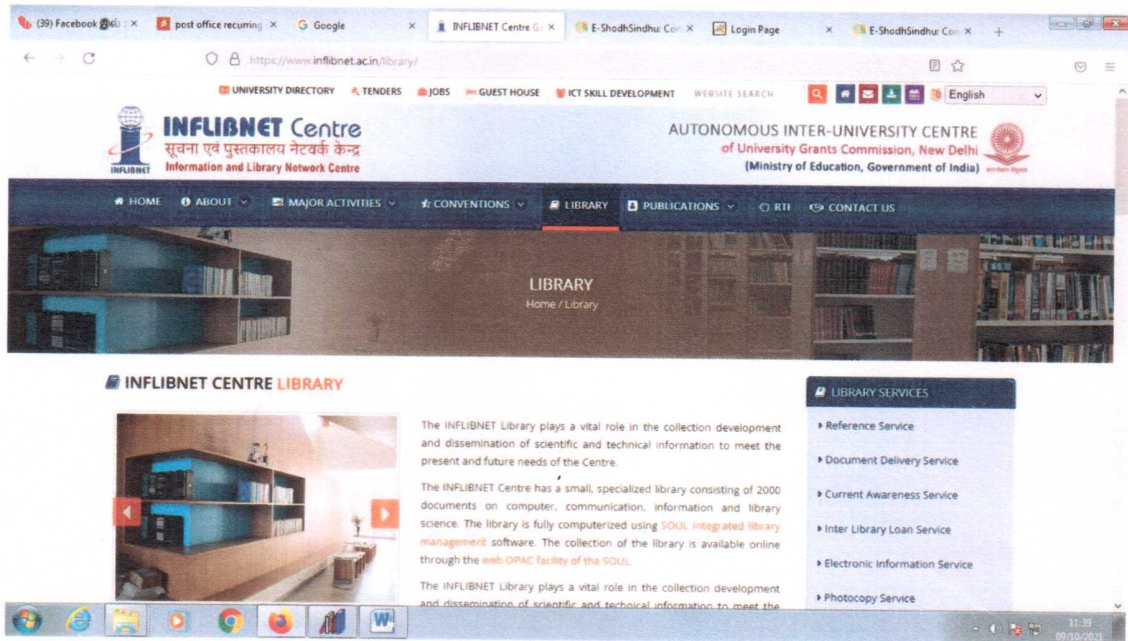 (39) Facebook
post office recurring
Google
INFLIBNET Centre
E-ShodhSindhu: Con
Login Page
E-ShodhSindhu: Con
https://www.inflibnet.ac.in/library/
UNIVERSITY DIRECTORY TENDERS JOBS GUEST HOUSE ICT SKILL DEVELOPMENT WEBSITE SEARCH English
INFLIBNET Centre
सूचना एवं पुस्तकालय नेटवर्क केन्द्र
Information and Library Network Centre
INFLIBNET
AUTONOMOUS INTER-UNIVERSITY CENTRE
of University Grants Commission, New Delhi
(Ministry of Education, Government of India)
HOME ABOUT MAJOR ACTIVITIES CONVENTIONS LIBRARY PUBLICATIONS RTI CONTACT US
LIBRARY
Home / Library
INFLIBNET CENTRE LIBRARY
The INFLIBNET Library plays a vital role in the collection development
and dissemination of scientific and technical information to meet the
present and future needs of the Centre.
The INFLIBNET Centre has a small, specialized library consisting of 2000
documents on computer, communication, information and library
science. The library is fully computerized using SOUL integrated library
management software. The collection of the library is available online
through the web OPAC facility of the SOUL.
The INFLIBNET Library plays a vital role in the collection development
and dissemination of scientific and technical information to meet the
LIBRARY SERVICES
Reference Service
Document Delivery Service
Current Awareness Service
Inter Library Loan Service
Electronic Information Service
Photocopy Service
11:39
09/10/2021